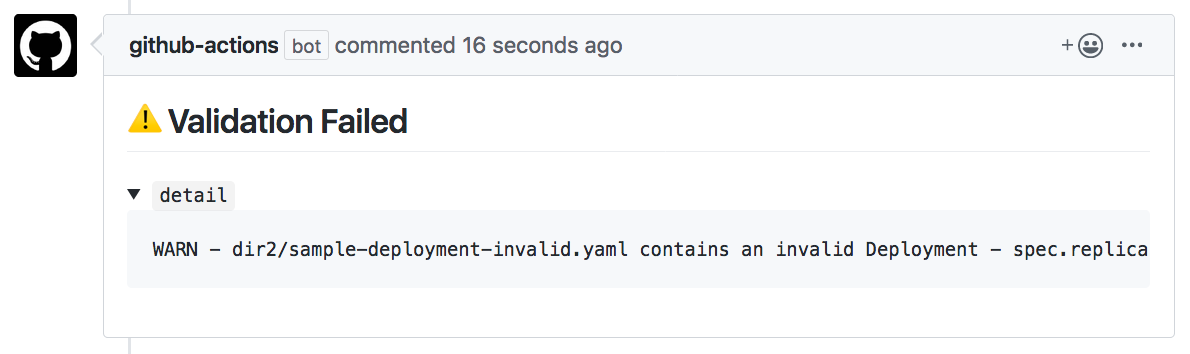 github-actions bot commented 16 seconds ago
Validation Failed
detail
WARN - dir2/sample-deployment-invalid.yaml contains an invalid Deployment - spec.replica